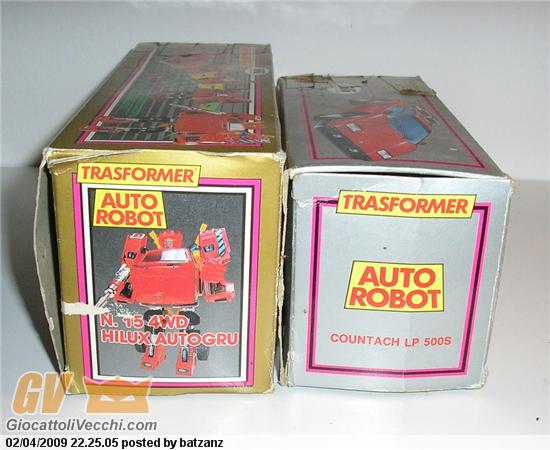 TRASFORMER
AUTO
ROBOT
N. 15 4WD
HILUX AUTOGRU
TRASFORMER
AUTO
ROBOT
COUNTACH LP 500S
GV
GiocattoliVecchi.com
02/04/2009 22.25.05 posted by batzanz